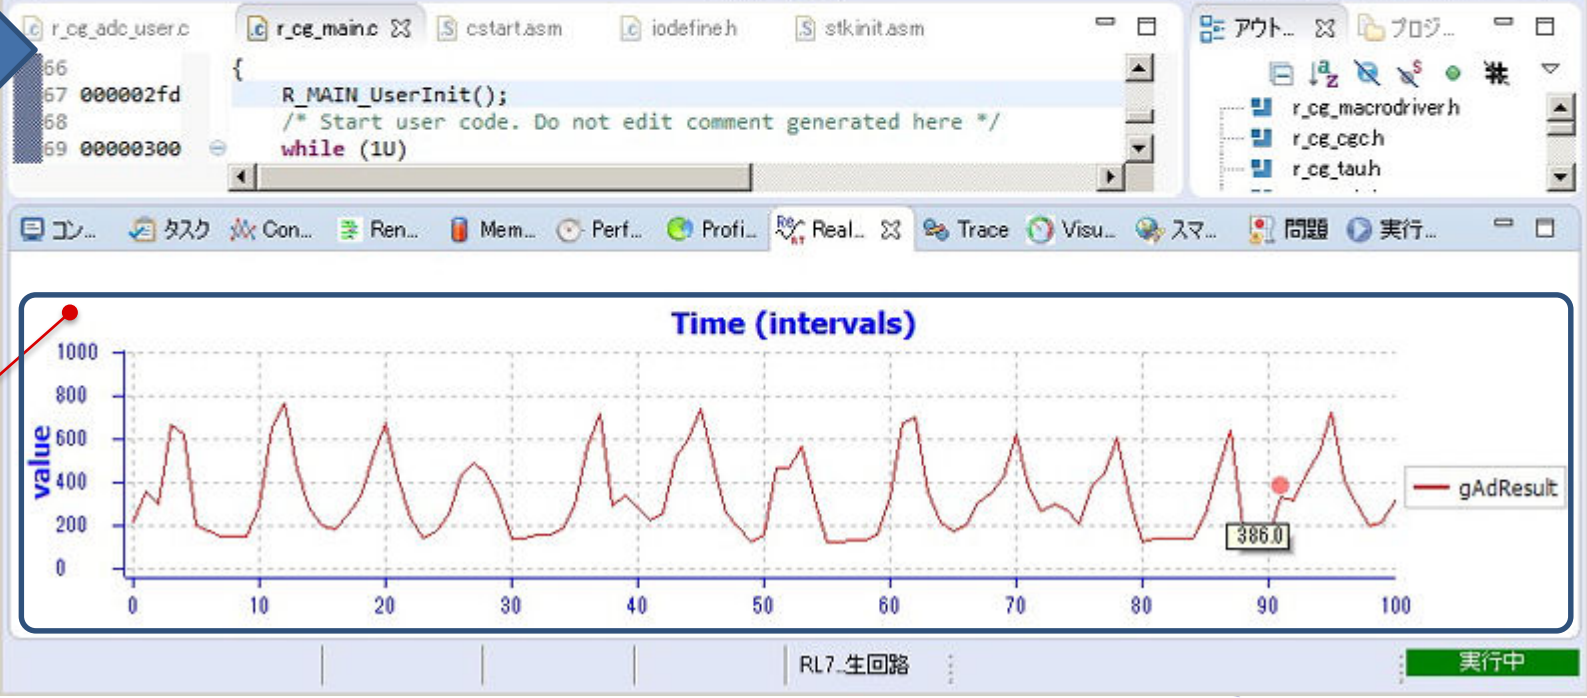 r_cg_adc_user.c r_cg_main.c cstart.asm iodefine.h stkinit.asm アウト... プロジ...
66 {
67 000002fd R_MAIN_UserInit();
68 /* Start user code. Do not edit comment generated here */
69 00000300 while (1U)
r_cg_macrodriver.h
r_cg_cgc.h
r_cg_tau.h
コン... タスク Con... Ren... Mem... Perf... Profi... Real... Trace Visu... スマ... 問題 実行...
Time (intervals)
value
1000
800
600
400
200
0
0 10 20 30 40 50 60 70 80 90 100
386.0
gAdResult
RL7...生回路
実行中